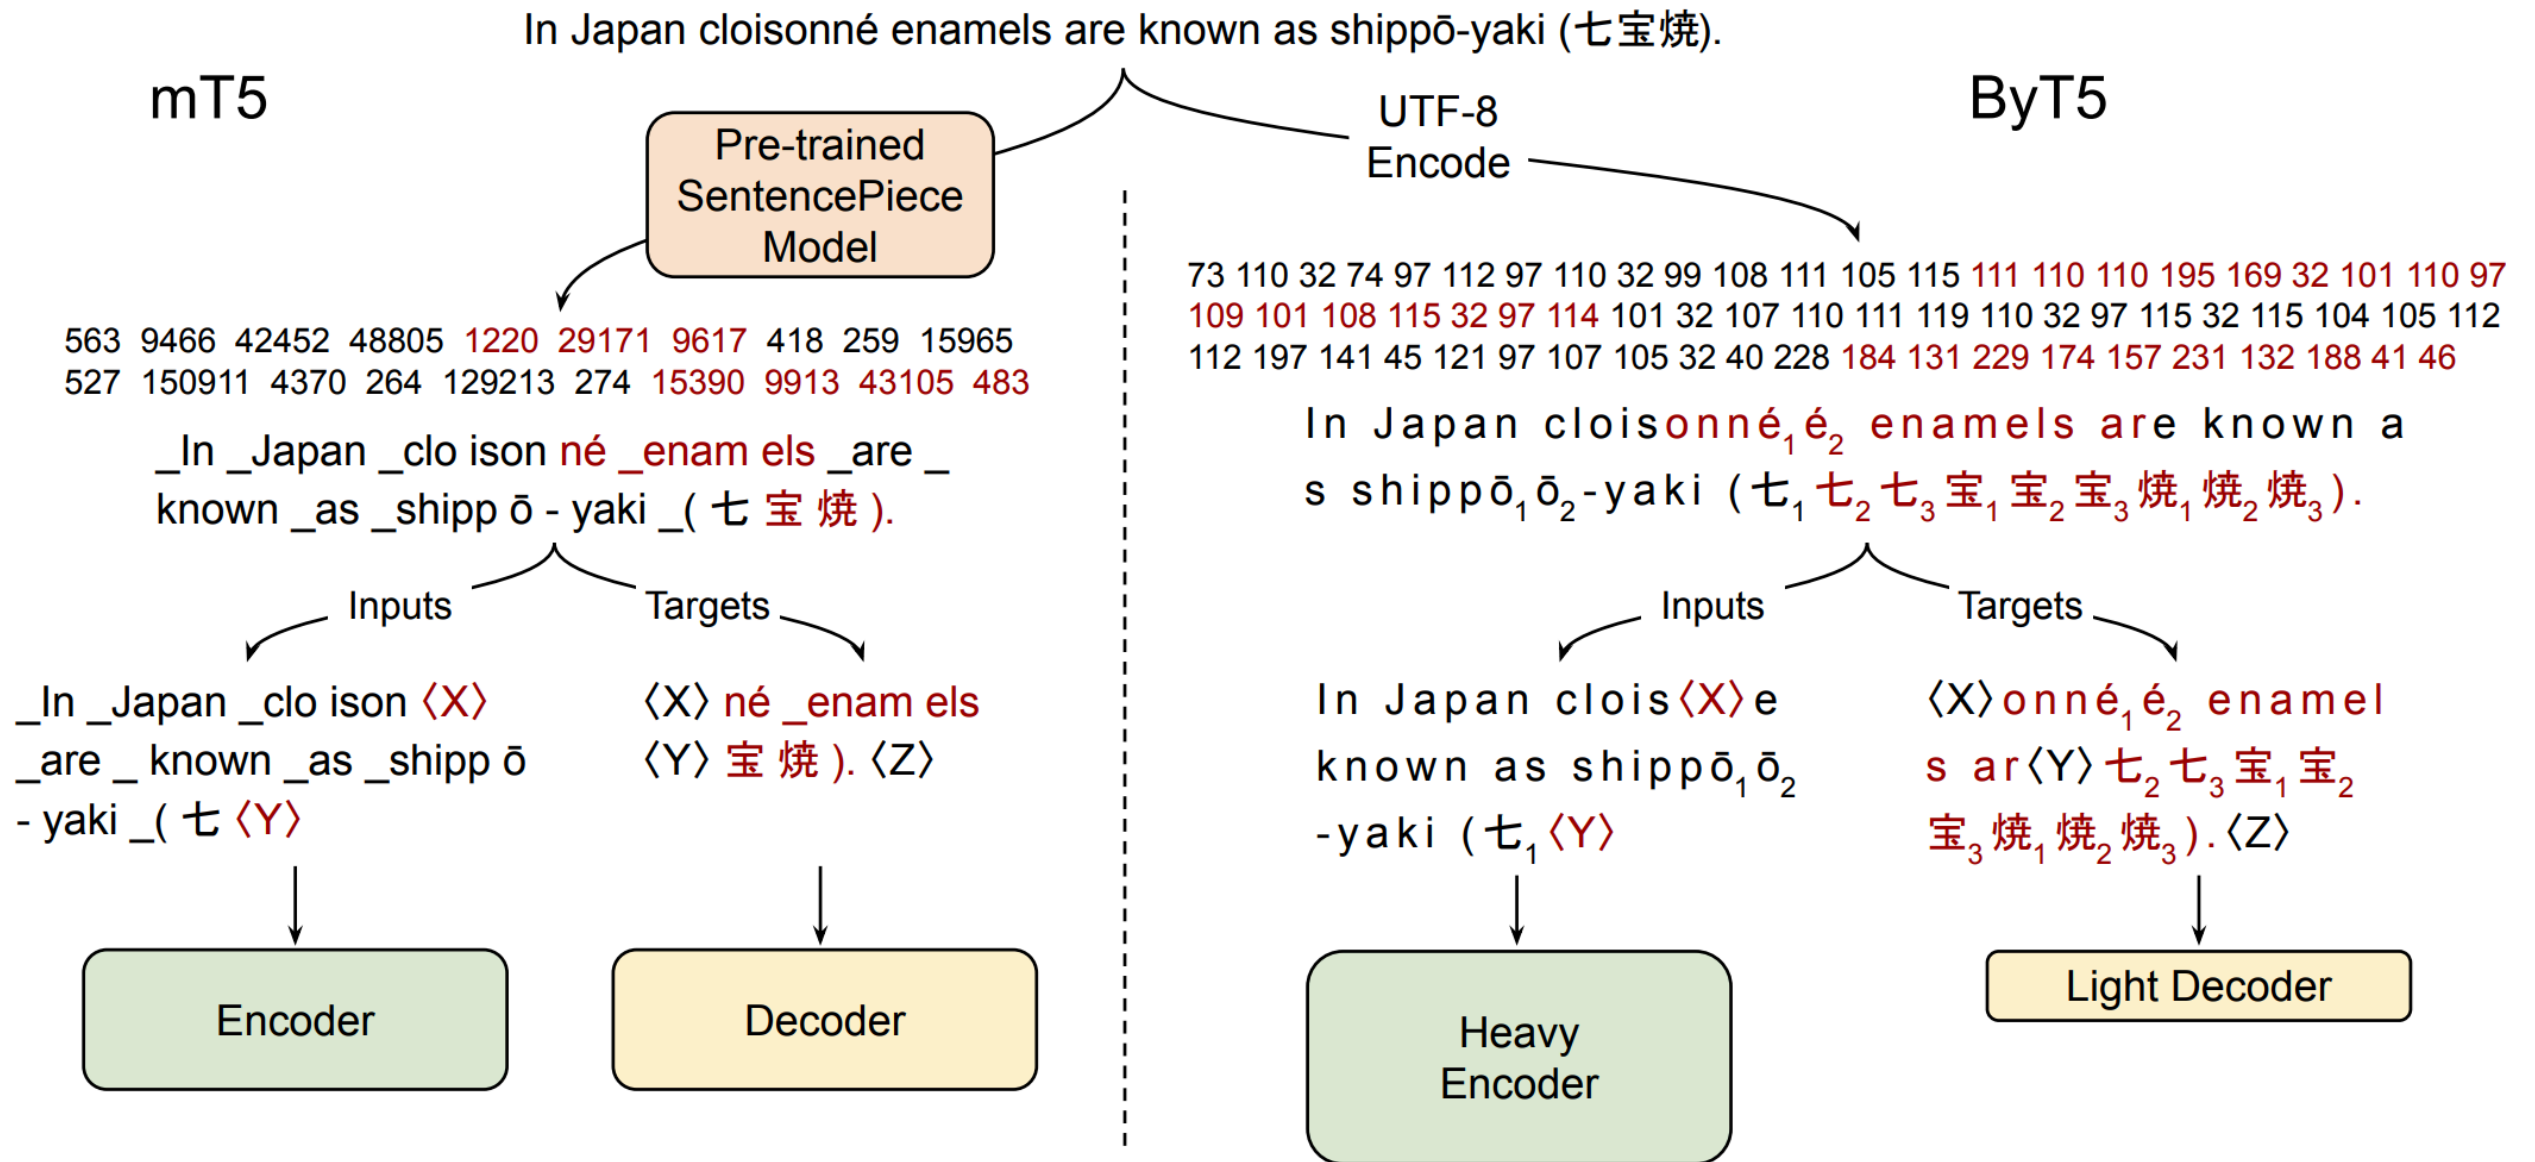 In Japan cloisonné enamels are known as shippō-yaki (七宝焼).
mT5
Pre-trained
SentencePiece
Model
563 9466 42452 48805 1220 29171 9617 418 259 15965
527 150911 4370 264 129213 274 15390 9913 43105 483
_In _Japan _clo ison né _enam els _are _
known _as _shipp ō - yaki _( 七 宝 焼 ).
Inputs
Targets
_In _Japan _clo ison 〈X〉
_are _ known _as _shipp ō
- yaki _( 七 〈Y〉
〈X〉 né _enam els
〈Y〉 宝 焼 ). 〈Z〉
Encoder
Decoder
ByT5
UTF-8
Encode
73 110 32 74 97 112 97 110 32 99 108 111 105 115 111 110 110 195 169 32 101 110 97
109 101 108 115 32 97 114 101 32 107 110 111 119 110 32 97 115 32 115 104 105 112
112 197 141 45 121 97 107 105 32 40 228 184 131 229 174 157 231 132 188 41 46
In Japan cloisonné₁é₂ enamels are known a
s shippō₁ō₂-yaki (七₁七₂七₃宝₁宝₂宝₃焼₁焼₂焼₃).
Inputs
Targets
In Japan clois〈X〉e
known as shippō₁ō₂
-yaki (七₁〈Y〉
〈X〉onné₁é₂ enamel
s ar〈Y〉七₂七₃宝₁宝₂
宝₃焼₁焼₂焼₃).〈Z〉
Heavy
Encoder
Light Decoder